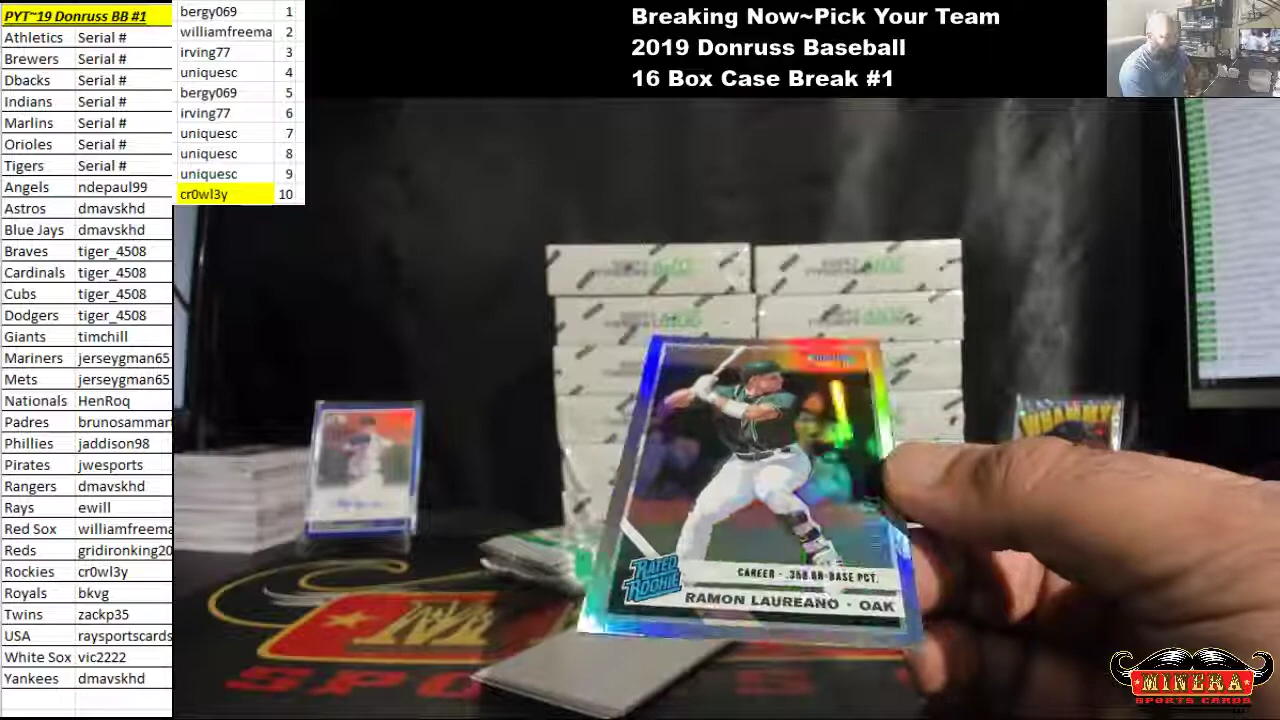 PYT~19 Donruss BB #1
Athletics Serial #
Brewers Serial #
Dbacks Serial #
Indians Serial #
Marlins Serial #
Orioles Serial #
Tigers Serial #
Angels ndepaul99
Astros dmavskhd
Blue Jays dmavskhd
Braves tiger_4508
Cardinals tiger_4508
Cubs tiger_4508
Dodgers tiger_4508
Giants timchill
Mariners jerseygman65
Mets jerseygman65
Nationals HenRoq
Padres brunosammar
Phillies jaddison98
Pirates jwesports
Rangers dmavskhd
Rays ewill
Red Sox williamfreema
Reds gridironking20
Rockies cr0wl3y
Royals bkvg
Twins zackp35
USA raysportscards
White Sox vic2222
Yankees dmavskhd
bergy069 1
williamfreema 2
irving77 3
uniquesc 4
bergy069 5
irving77 6
uniquesc 7
uniquesc 8
uniquesc 9
cr0wl3y 10
Breaking Now~Pick Your Team
2019 Donruss Baseball
16 Box Case Break #1
WHAMMY
RATED
ROOKIE
CAREER
RAMON LAUREANO · OAK
MINERA
SPORTS CARDS